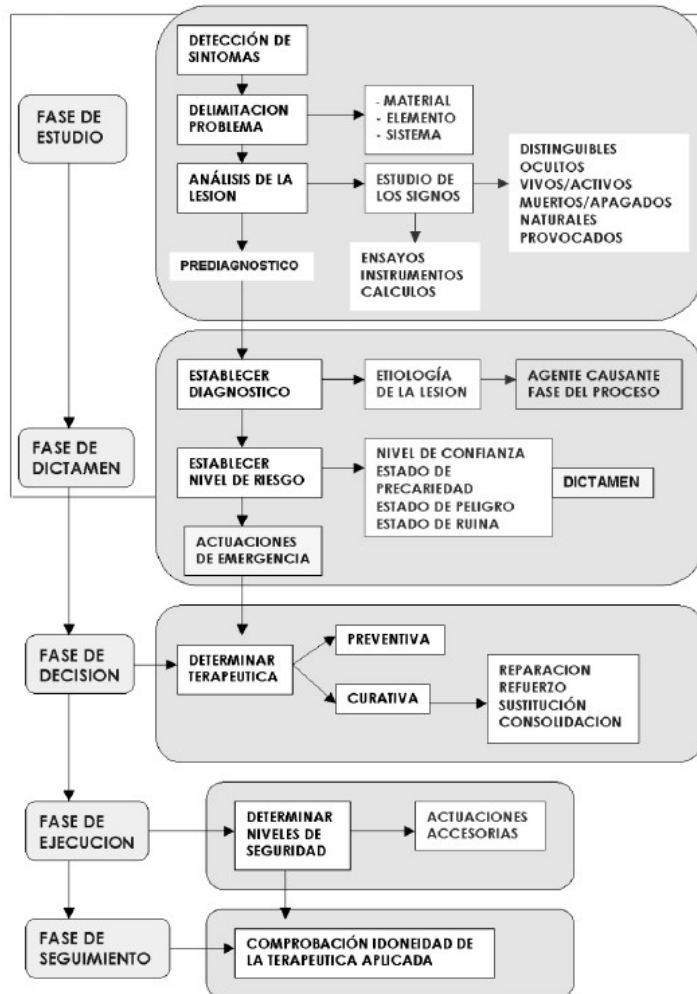 DETECCIÓN DE
SINTOMAS
FASE DE
ESTUDIO
DELIMITACION
PROBLEMA
- MATERIAL
- ELEMENTO
- SISTEMA
ANÁLISIS DE LA
LESION
ESTUDIO DE
LOS SIGNOS
DISTINGUIBLES
OCULTOS
VIVOS/ACTIVOS
MUERTOS/APAGADOS
NATURALES
PROVOCADOS
PREDIAGNOSTICO
ENSAYOS
INSTRUMENTOS
CALCULOS
ESTABLECER
DIAGNOSTICO
ETIOLOGÍA
DE LA LESION
AGENTE CAUSANTE
FASE DEL PROCESO
FASE DE
DICTAMEN
ESTABLECER
NIVEL DE RIESGO
NIVEL DE CONFIANZA
ESTADO DE
PRECARIEDAD
ESTADO DE PELIGRO
ESTADO DE RUINA
DICTAMEN
ACTUACIONES
DE EMERGENCIA
FASE DE
DECISION
DETERMINAR
TERAPEUTICA
PREVENTIVA
CURATIVA
REPARACION
REFUERZO
SUSTITUCIÓN
CONSOLIDACION
FASE DE
EJECUCION
DETERMINAR
NIVELES DE
SEGURIDAD
ACTUACIONES
ACCESORIAS
FASE DE
SEGUIMIENTO
COMPROBACIÓN IDONEIDAD DE
LA TERAPEUTICA APLICADA